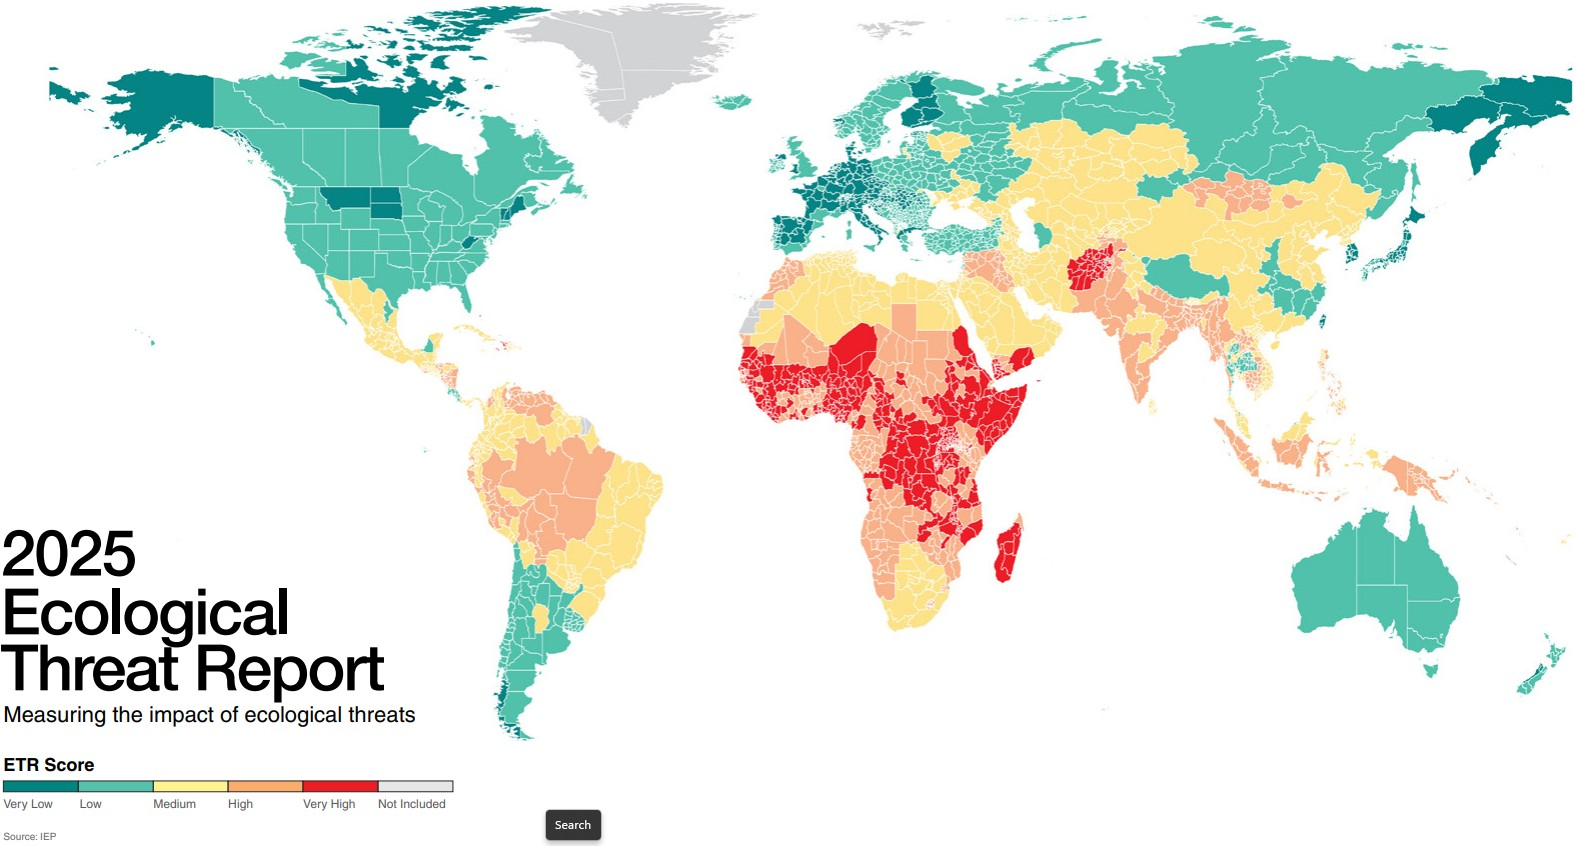 2025
Ecological
Threat Report
Measuring the impact of ecological threats
ETR Score
Very Low Low Medium High Very High Not Included
Source: IEP
Search